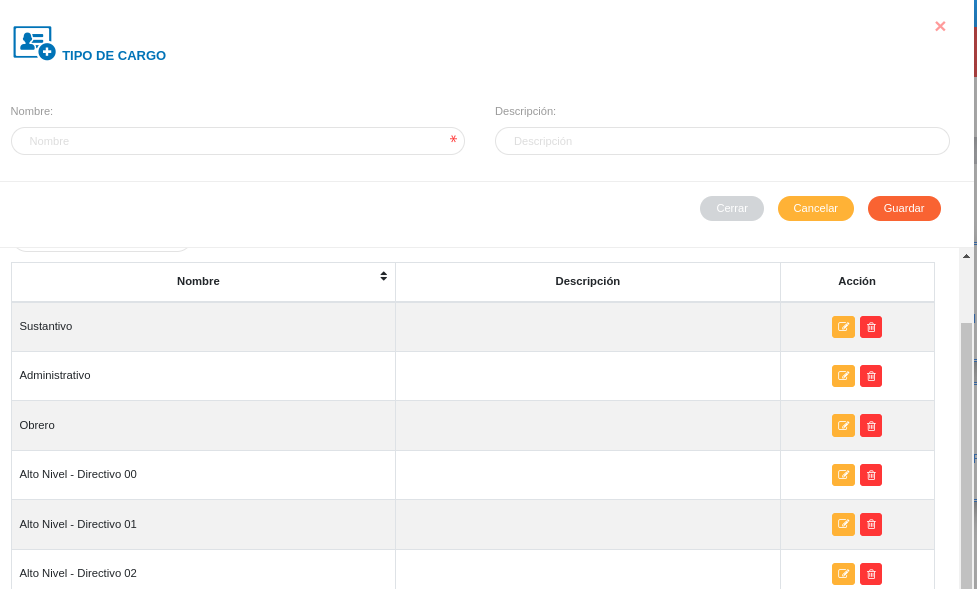 ×
TIPO DE CARGO
Nombre: Descripción:
Nombre * Descripción
Cerrar Cancelar Guardar
Nombre Descripción Acción
Sustantivo
Administrativo
Obrero
Alto Nivel - Directivo 00
Alto Nivel - Directivo 01
Alto Nivel - Directivo 02